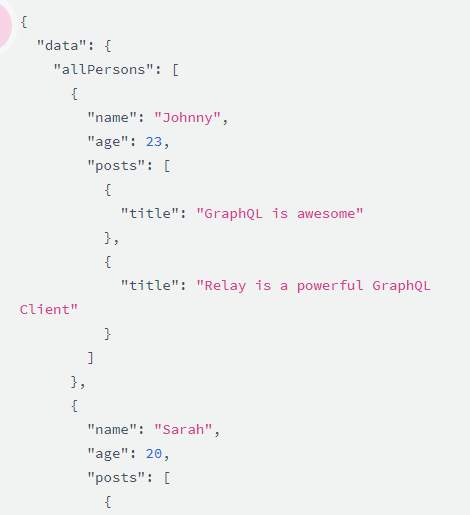 {
  "data": {
    "allPersons": [
      {
        "name": "Johnny",
        "age": 23,
        "posts": [
          {
            "title": "GraphQL is awesome"
          },
          {
            "title": "Relay is a powerful GraphQL
Client"
          }
        ]
      },
      {
        "name": "Sarah",
        "age": 20,
        "posts": [
          {